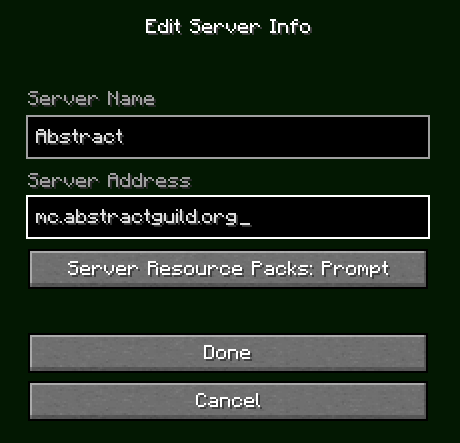 Edit Server Info
Server Name
Abstract
Server Address
mc.abstractguild.org_
Server Resource Packs: Prompt
Done
Cancel